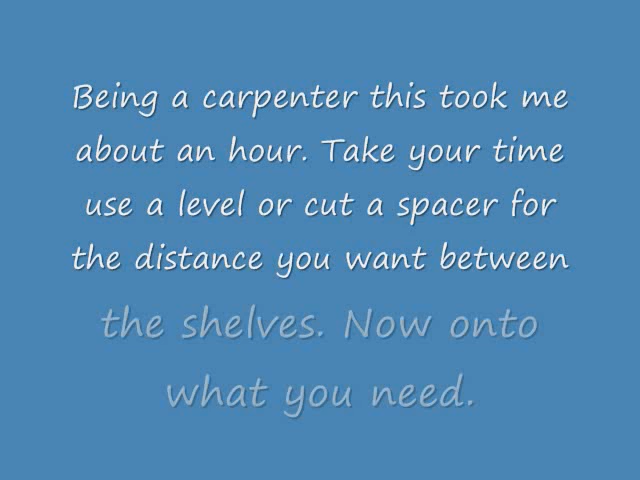 Being a carpenter this took me
about an hour. Take your time
use a level or cut a spacer for
the distance you want between
the shelves. Now onto
what you need.